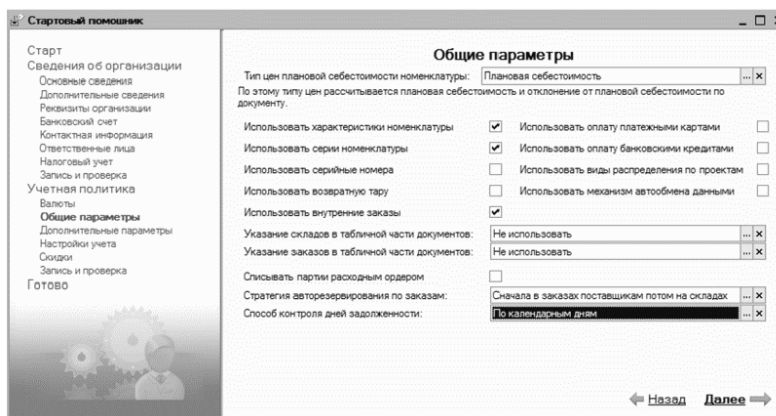 Стартовый помошник
Старт
Сведения об организации
Основные сведения
Дополнительные сведения
Реквизиты организации
Банковский счет
Контактная информация
Ответственные лица
Налоговый учет
Запись и проверка
Учетная политика
Валюты
Общие параметры
Дополнительные параметры
Настройки учета
Скидки
Запись и проверка
Готово
Общие параметры
Тип цен плановой себестоимости номенклатуры: Плановая себестоимость ... ×
По этому типу цен рассчитывается плановая себестоимость и отклонение от плановой себестоимости по
документу.
Использовать характеристики номенклатуры Использовать оплату платежными картами
Использовать серии номенклатуры Использовать оплату банковскими кредитами
Использовать серийные номера Использовать виды распределения по проектам
Использовать возвратную тару Использовать механизм автообмена данными
Использовать внутренние заказы
Указание складов в табличной части документов: Не использовать ... ×
Указание заказов в табличной части документов: Не использовать ... ×
Списывать партии расходным ордером
Стратегия авторезервирования по заказам: Сначала в заказах поставщикам потом на складах ... ×
Способ контроля дней задолженности: По календарным дням ... ×
Назад Далее